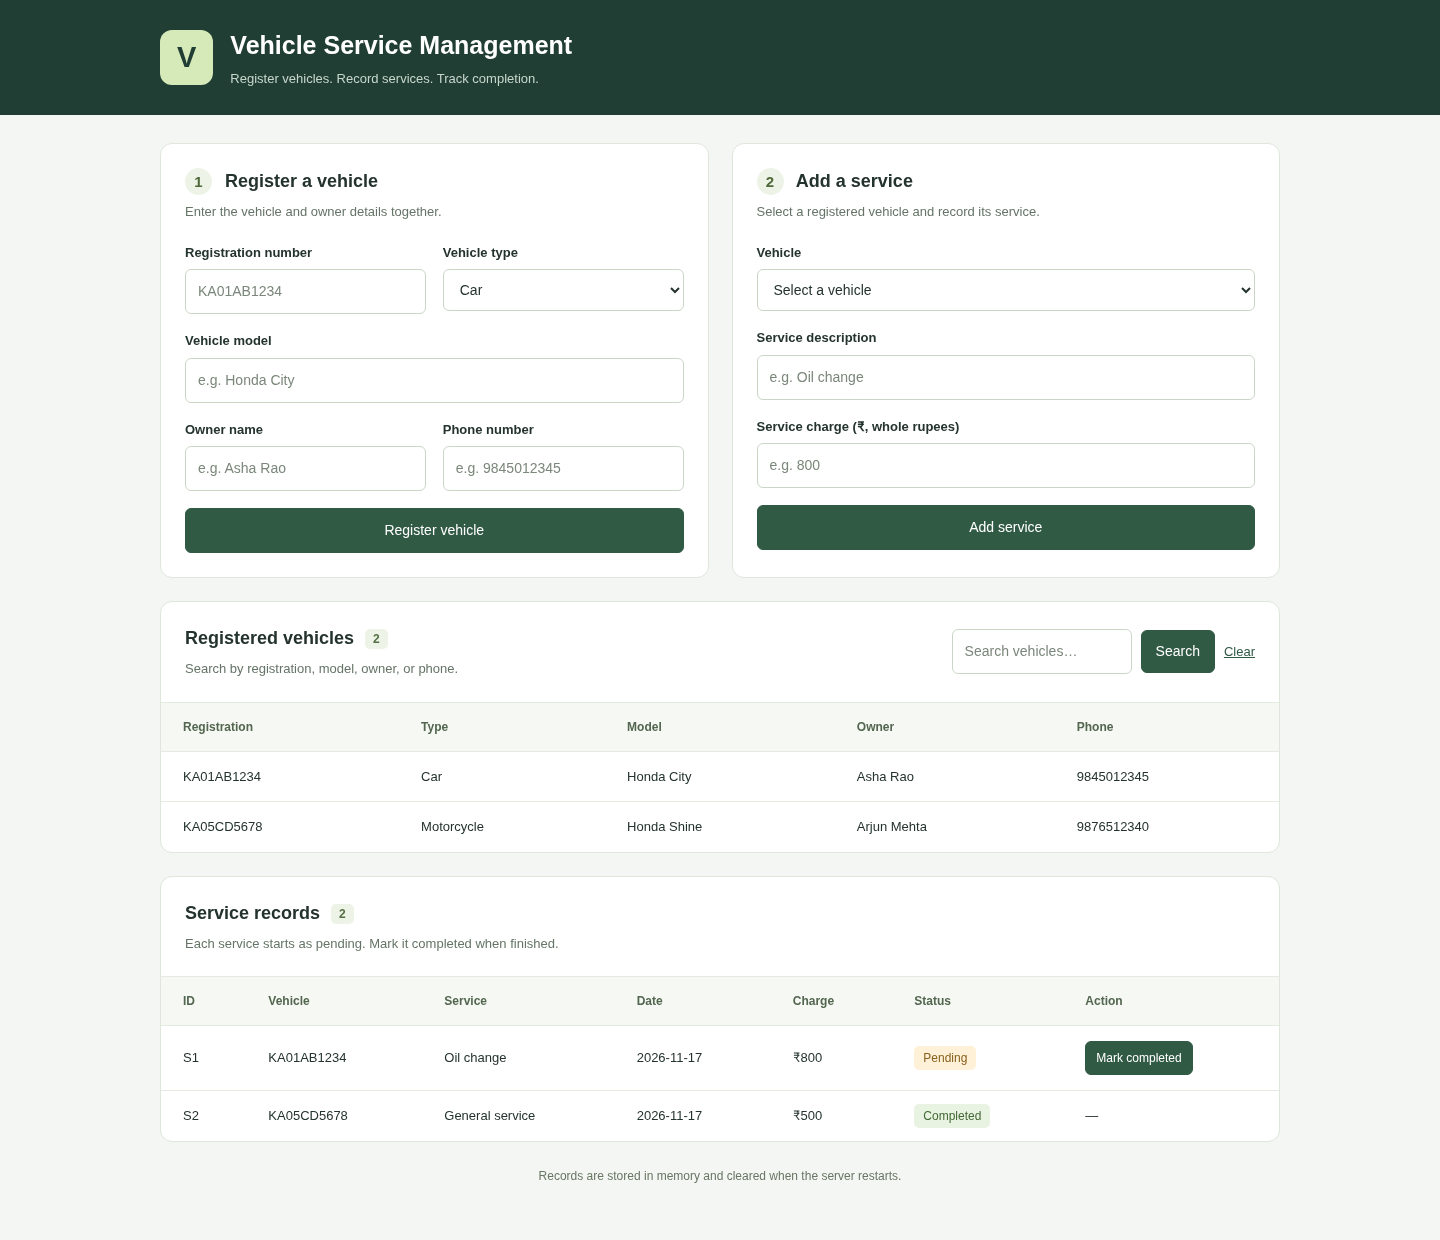 V
Vehicle Service Management
Register vehicles. Record services. Track completion.
1 Register a vehicle
Enter the vehicle and owner details together.
Registration number Vehicle type
KA01AB1234 Car
Vehicle model
e.g. Honda City
Owner name Phone number
e.g. Asha Rao e.g. 9845012345
Register vehicle
2 Add a service
Select a registered vehicle and record its service.
Vehicle
Select a vehicle
Service description
e.g. Oil change
Service charge (₹, whole rupees)
e.g. 800
Add service
Registered vehicles 2
Search by registration, model, owner, or phone.
Search vehicles… Search Clear
Registration Type Model Owner Phone
KA01AB1234 Car Honda City Asha Rao 9845012345
KA05CD5678 Motorcycle Honda Shine Arjun Mehta 9876512340
Service records 2
Each service starts as pending. Mark it completed when finished.
ID Vehicle Service Date Charge Status Action
S1 KA01AB1234 Oil change 2026-11-17 ₹800 Pending Mark completed
S2 KA05CD5678 General service 2026-11-17 ₹500 Completed —
Records are stored in memory and cleared when the server restarts.